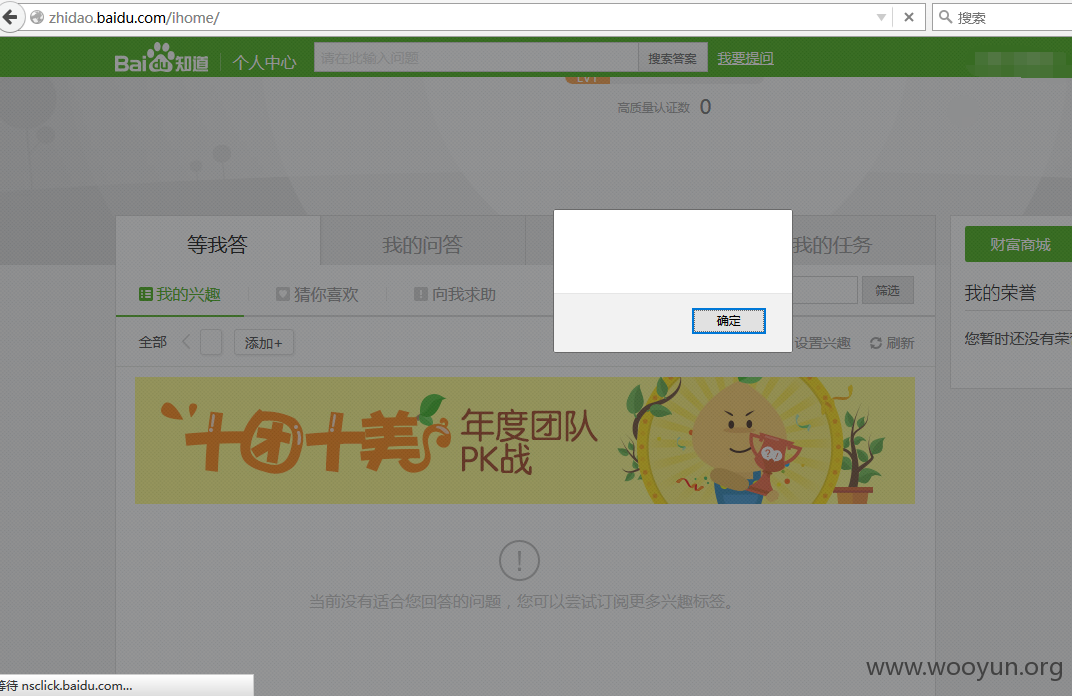 zhidao.baidu.com/ihome/
搜索
Baidu知道
个人中心
请在此输入问题
搜索答案
我要提问
LV1
高质量认证数 0
等我答
我的问答
我的任务
财富商城
我的兴趣
猜你喜欢
向我求助
筛选
我的荣誉
确定
全部
添加+
设置兴趣
刷新
您暂时还没有荣
十团十美
年度团队
PK战
当前没有适合您回答的问题，您可以尝试订阅更多兴趣标签。
www.wooyun.org
等待 nsclick.baidu.com...